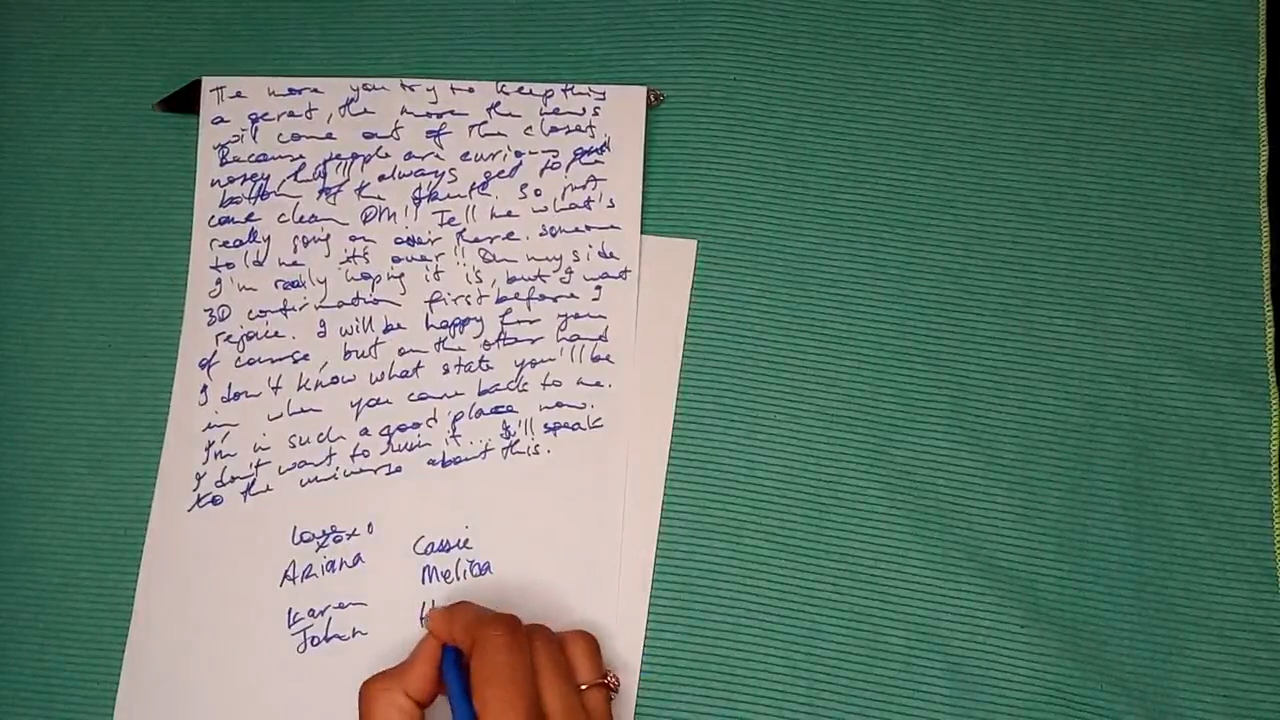 The more you try to keep this
a secret, the more the news
will come out of the closet.
Because people are curious and
nosey, they'll always get to the
bottom of the truth. So just
come clean DM!! Tell me what's
really going on over there. Someone
told me it's over!! On my side
I'm really hoping it is, but I want
3D confirmation first before I
rejoice. I will be happy for you
of course, but on the other hand
I don't know what state you'll be
in when you come back to me.
I'm in such a good place now.
I don't want to ruin it... I'll speak
to the universe about this.
Love
xoxo
Ariana
Cassie
Karen
John